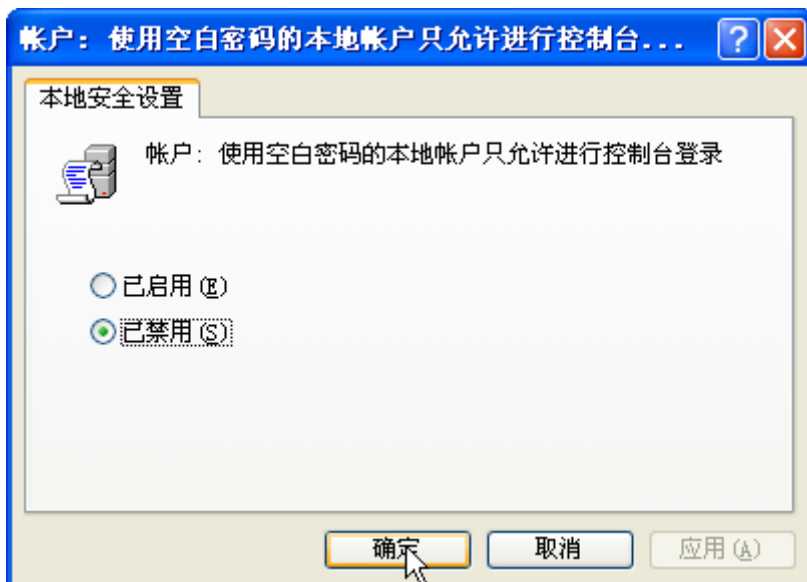 帐户: 使用空白密码的本地帐户只允许进行控制台...
本地安全设置
帐户: 使用空白密码的本地帐户只允许进行控制台登录
已启用(E)
已禁用(S)
确定 取消 应用(A)